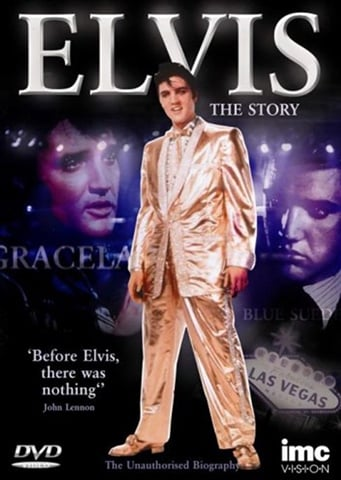 ELVIS
THE STORY
GRACELA
BLUE SUED
'Before Elvis,
there was
nothing'
John Lennon
LAS VEGAS
DVD
The Unauthorised Biography
imc
VISION